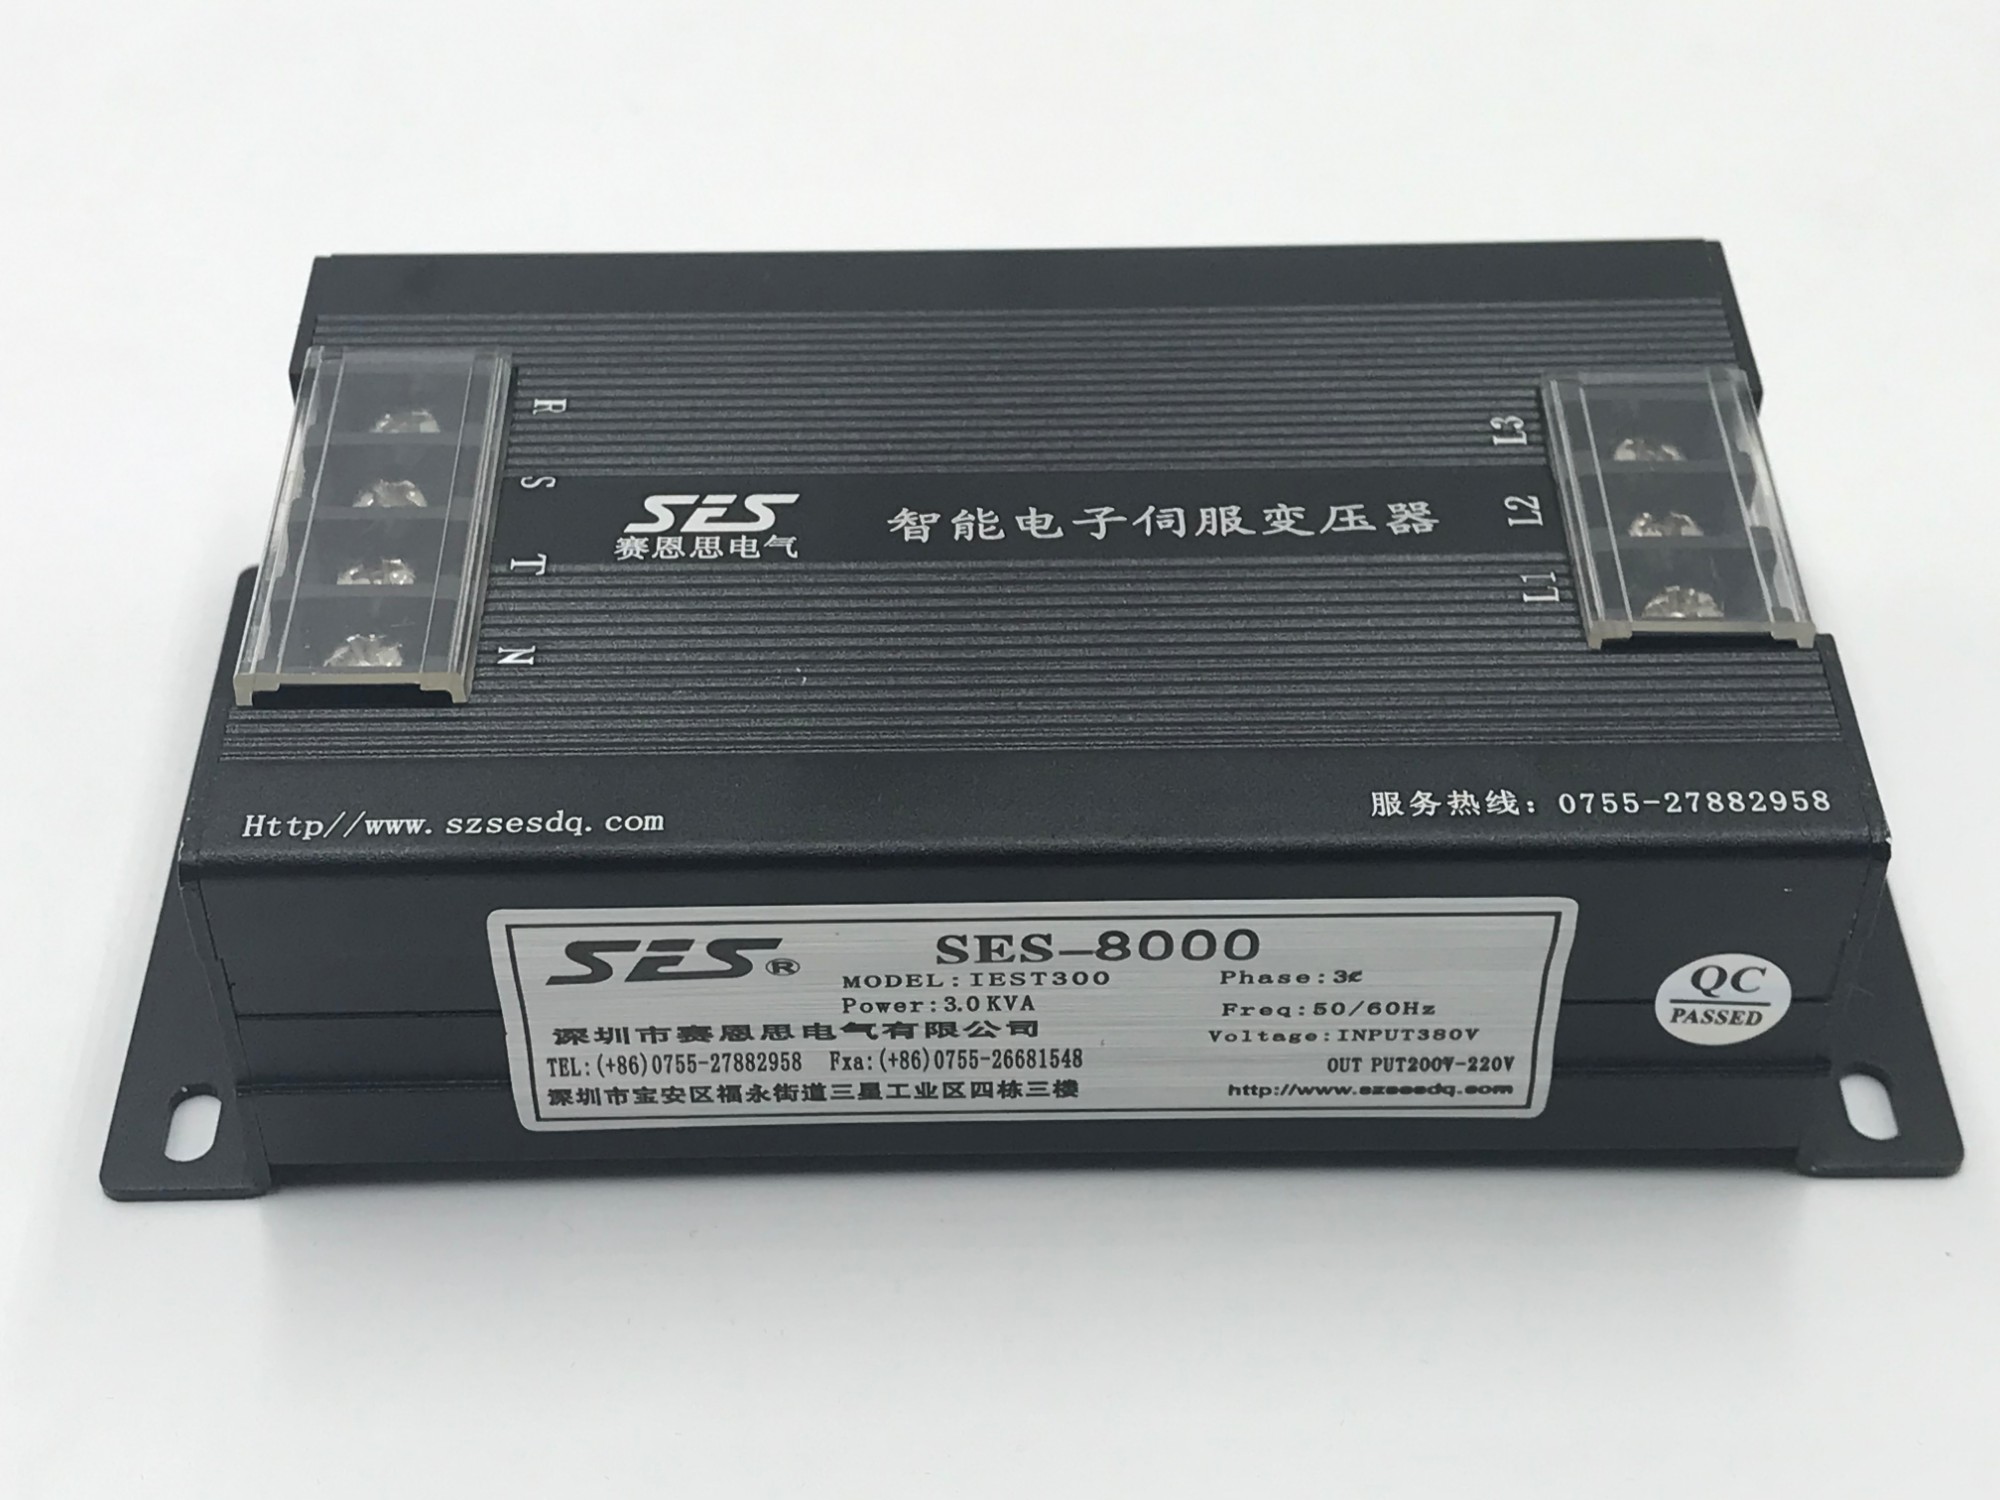 R
S
T
N
SES
赛恩思电气
智能电子伺服变压器
L3
L2
L1
Http//www.szsesdq.com
服务热线：0755-27882958
SES®
SES-8000
MODEL:IEST300
Phase:3￠
Power:3.0KVA
Freq:50/60Hz
深圳市赛恩思电气有限公司
Voltage:INPUT380V
TEL:(+86)0755-27882958 Fxa:(+86)0755-26681548
OUT PUT200V-220V
深圳市宝安区福永街道三星工业区四栋三楼
http://www.szsesdq.com
QC
PASSED